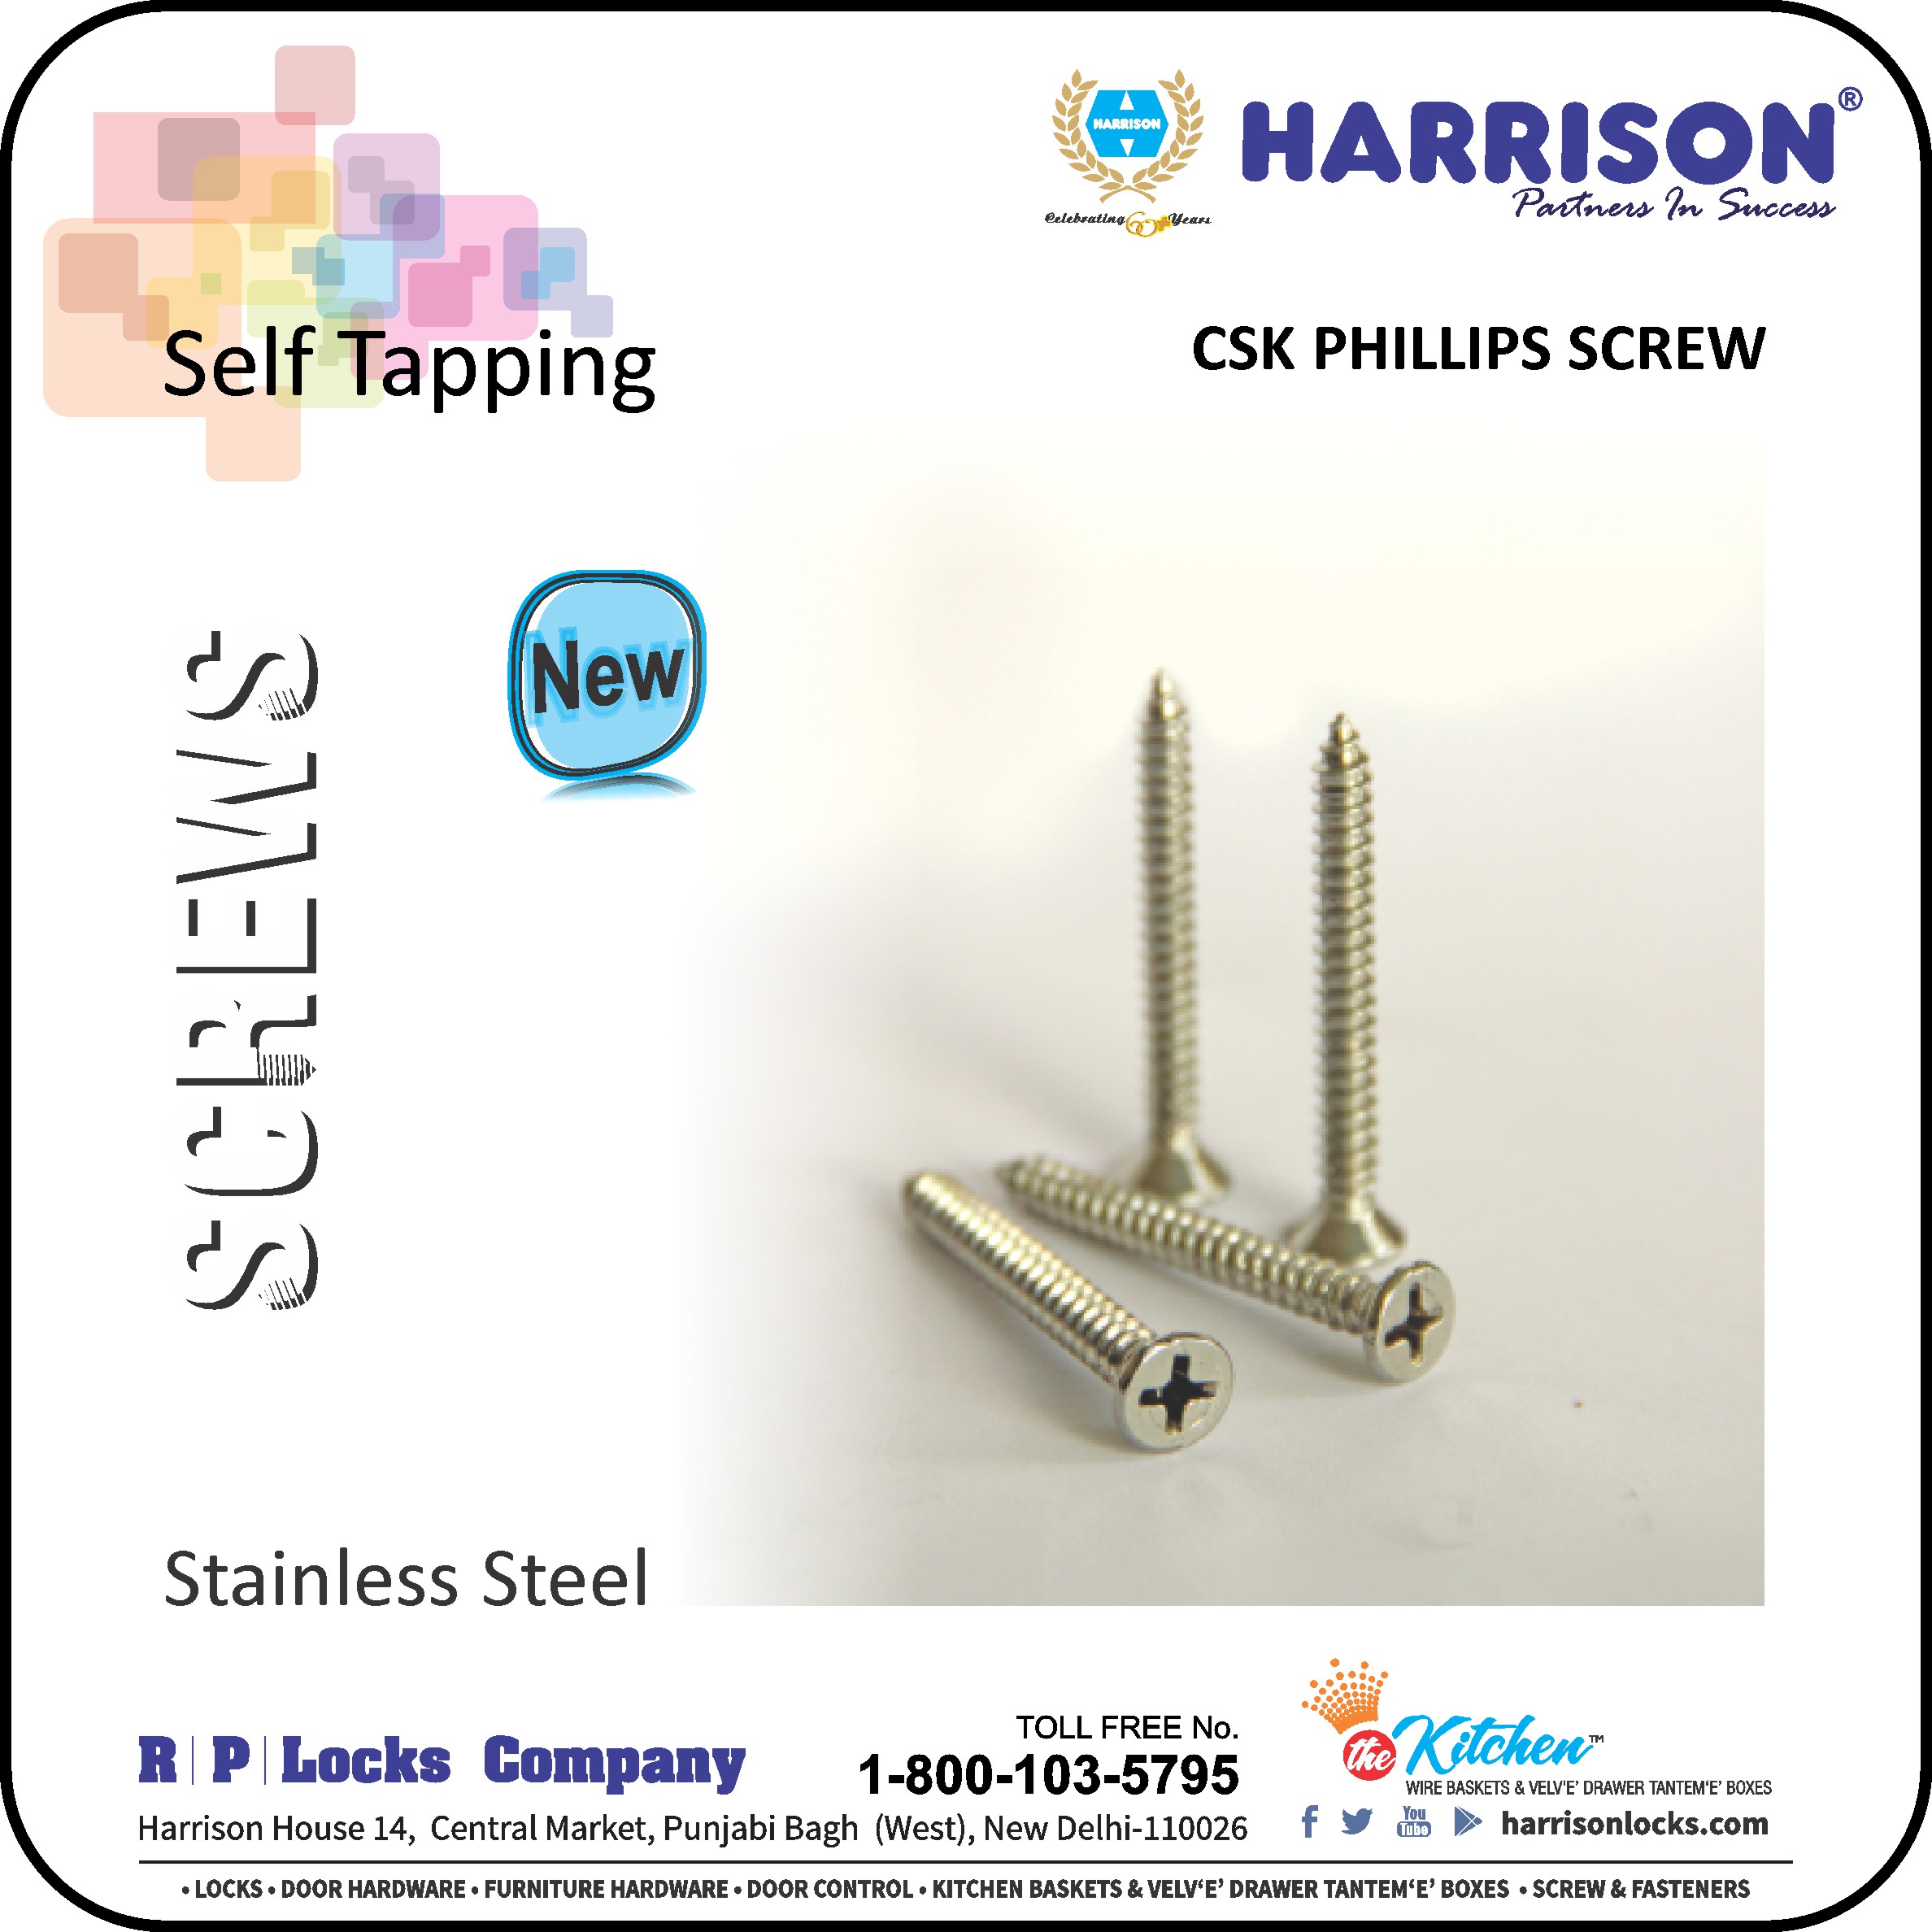 HARRISON
HARRISON®
Partners In Success
Celebrating 60+ Years
Self Tapping
CSK PHILLIPS SCREW
New
SCREWS
Stainless Steel
R|P|Locks Company
TOLL FREE No.
1-800-103-5795
the Kitchen™
WIRE BASKETS & VELV'E' DRAWER TANTEM'E' BOXES
Harrison House 14, Central Market, Punjabi Bagh (West), New Delhi-110026
f You Tube harrisonlocks.com
• LOCKS • DOOR HARDWARE • FURNITURE HARDWARE • DOOR CONTROL • KITCHEN BASKETS & VELV‘E’ DRAWER TANTEM‘E’ BOXES • SCREW & FASTENERS